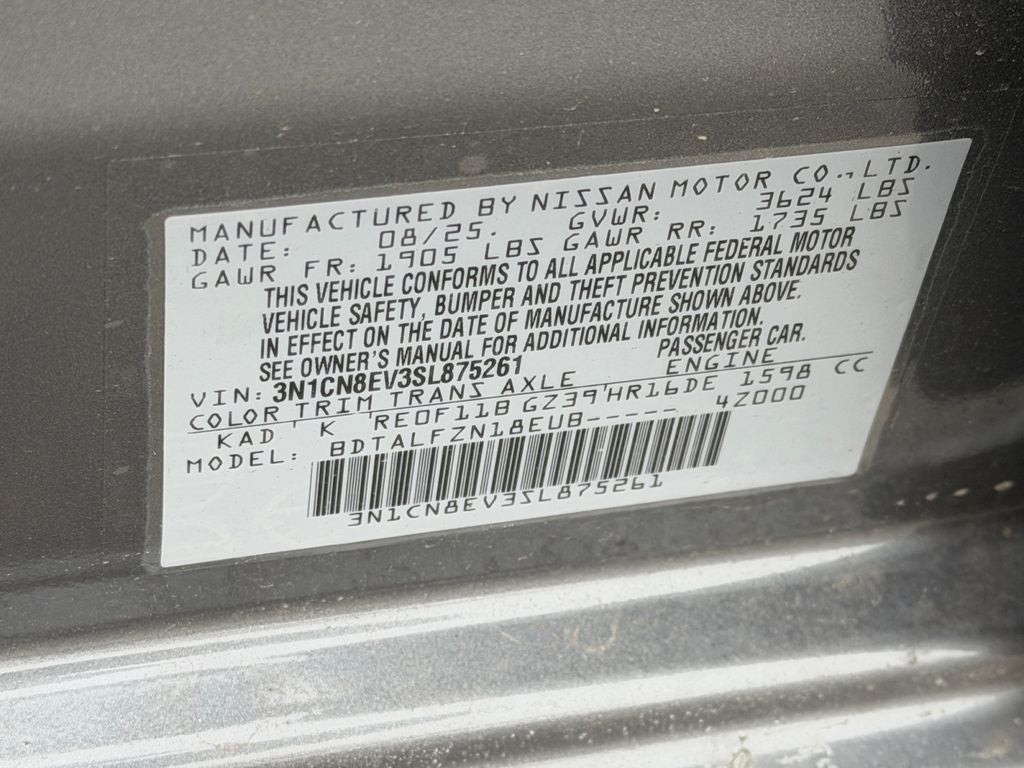 MANUFACTURED BY NISSAN MOTOR CO., LTD.
DATE: 08/25. GVWR: 3624 LBS
GAWR FR: 1905 LBS GAWR RR: 1735 LBS
THIS VEHICLE CONFORMS TO ALL APPLICABLE FEDERAL MOTOR
VEHICLE SAFETY, BUMPER AND THEFT PREVENTION STANDARDS
IN EFFECT ON THE DATE OF MANUFACTURE SHOWN ABOVE.
SEE OWNER'S MANUAL FOR ADDITIONAL INFORMATION.
VIN: 3N1CN8EV3SL875261 PASSENGER CAR.
COLOR TRIM TRANS AXLE ENGINE
KAD K RE0F11B GZ39 HR16DE 1598 CC
MODEL: BDTALFZN18EUB----- 4Z000
3N1CN8EV3SL875261